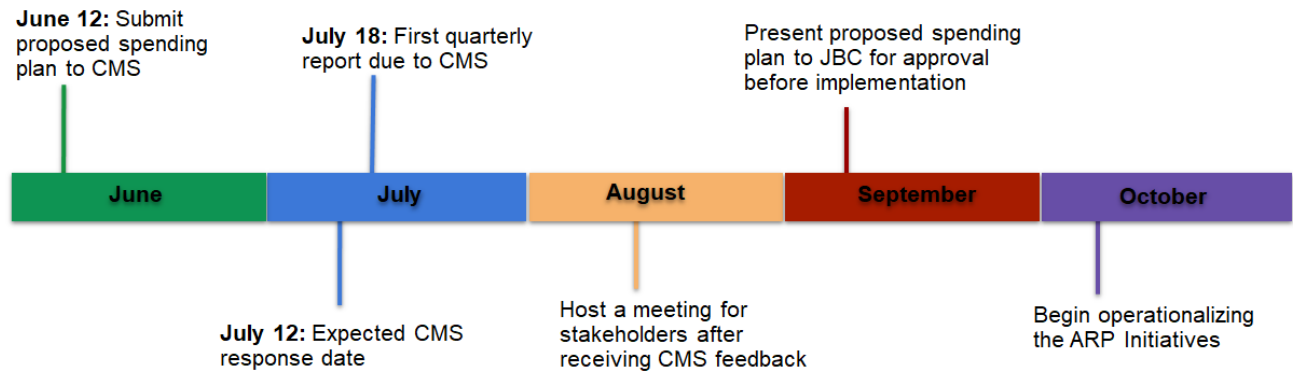 June 12: Submit
proposed spending
plan to CMS
July 18: First quarterly
report due to CMS
Present proposed spending
plan to JBC for approval
before implementation
June
July
August
September
October
July 12: Expected CMS
response date
Host a meeting for
stakeholders after
receiving CMS feedback
Begin operationalizing
the ARP Initiatives